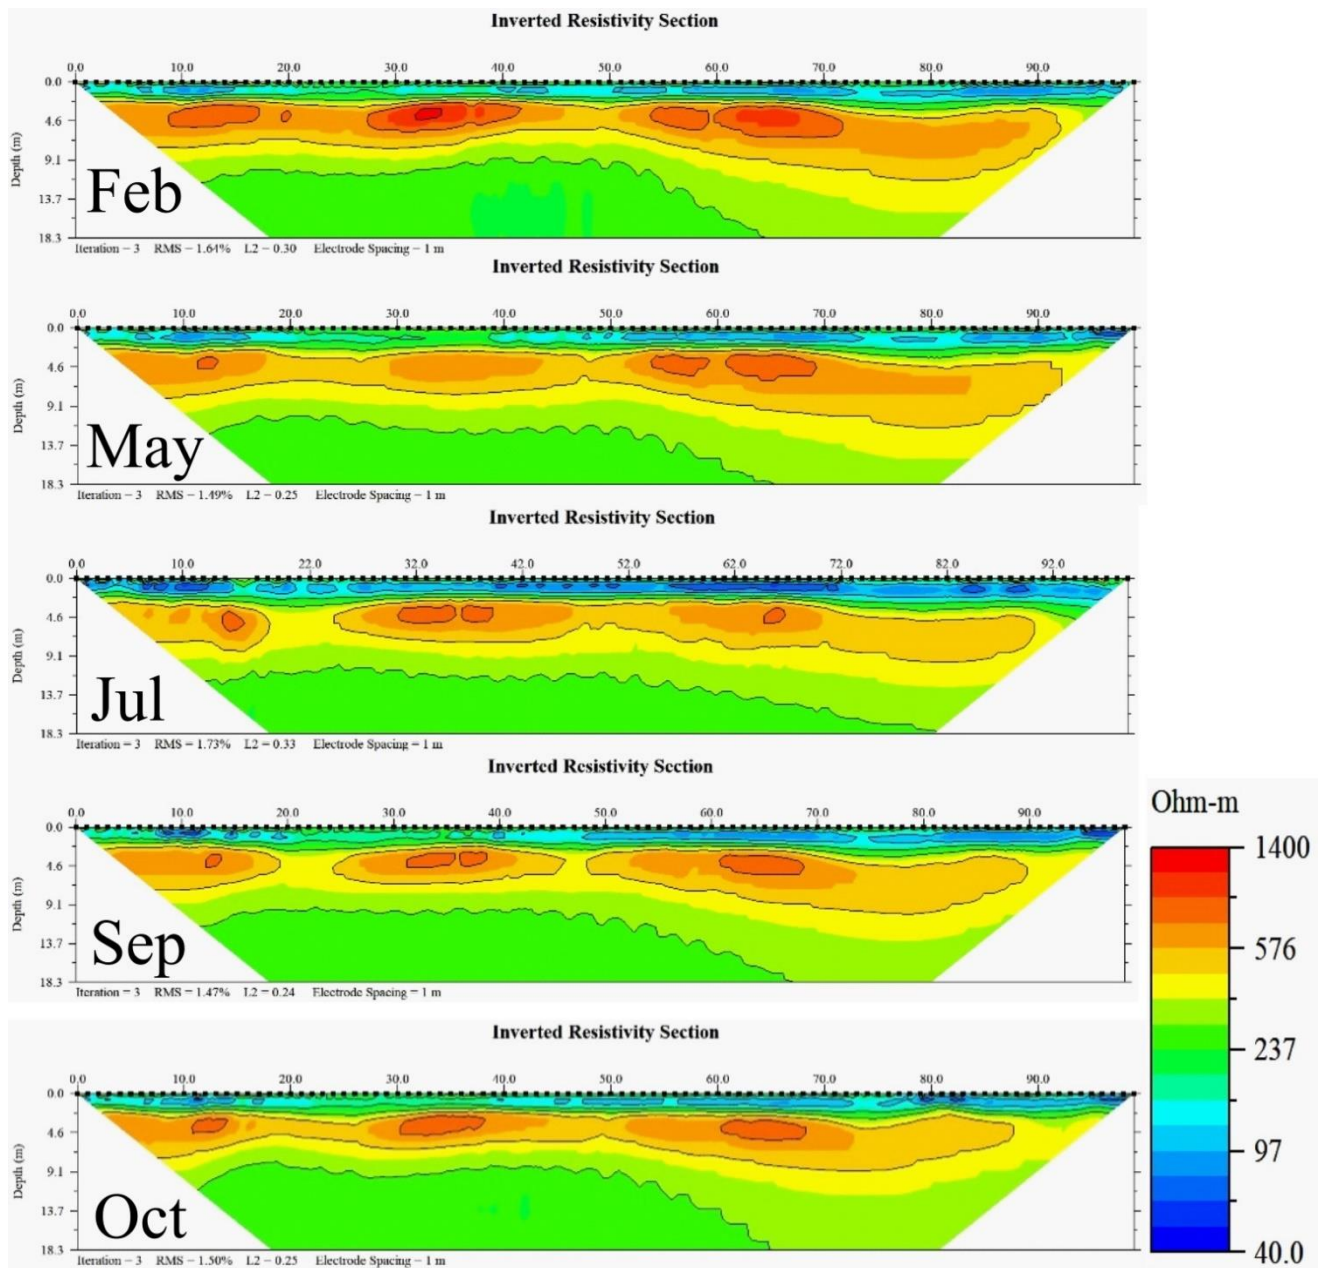 Inverted Resistivity Section
0.0 10.0 20.0 30.0 40.0 50.0 60.0 70.0 80.0 90.0
0.0
4.6
9.1
13.7
18.3
Depth (m)
Feb
Iteration = 3 RMS = 1.64% L2 = 0.30 Electrode Spacing = 1 m
Inverted Resistivity Section
0.0 10.0 20.0 30.0 40.0 50.0 60.0 70.0 80.0 90.0
0.0
4.6
9.1
13.7
18.3
Depth (m)
May
Iteration = 3 RMS = 1.49% L2 = 0.25 Electrode Spacing = 1 m
Inverted Resistivity Section
0.0 10.0 22.0 32.0 42.0 52.0 62.0 72.0 82.0 92.0
0.0
4.6
9.1
13.7
18.3
Depth (m)
Jul
Iteration = 3 RMS = 1.73% L2 = 0.33 Electrode Spacing = 1 m
Inverted Resistivity Section
0.0 10.0 20.0 30.0 40.0 50.0 60.0 70.0 80.0 90.0
0.0
4.6
9.1
13.7
18.3
Depth (m)
Sep
Iteration = 3 RMS = 1.47% L2 = 0.24 Electrode Spacing = 1 m
Ohm-m
1400
576
237
97
40.0
Inverted Resistivity Section
0.0 10.0 20.0 30.0 40.0 50.0 60.0 70.0 80.0 90.0
0.0
4.6
9.1
13.7
18.3
Depth (m)
Oct
Iteration = 3 RMS = 1.50% L2 = 0.25 Electrode Spacing = 1 m